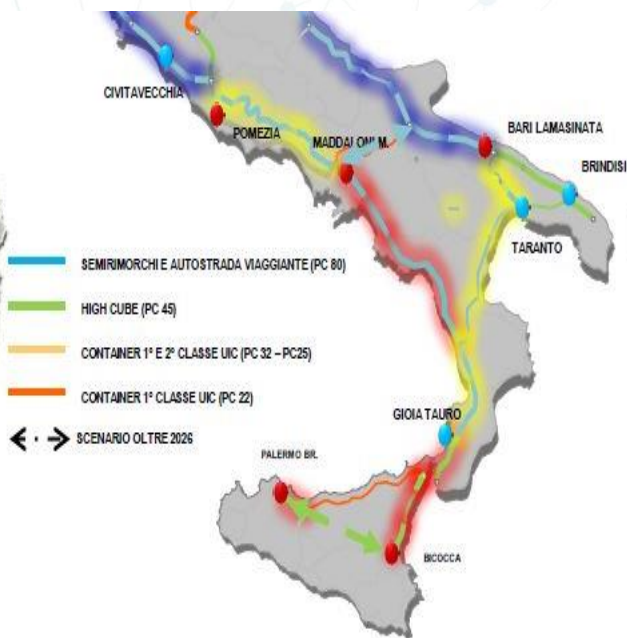 CIVITAVECCHIA
POMEZIA
MADDALONI M.
BARI LAMASINATA
BRINDISI
TARANTO
SEMIRIMORCHI E AUTOSTRADA VIAGGIANTE (PC 80)
HIGH CUBE (PC 45)
CONTAINER 1° E 2° CLASSE UIC (PC 32 – PC25)
CONTAINER 1° CLASSE UIC (PC 22)
SCENARIO OLTRE 2026
GIOIA TAURO
PALERMO BR.
BICOCCA